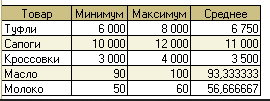 Товар Минимум Максимум Среднее
Туфли 6 000 8 000 6 750
Сапоги 10 000 12 000 11 000
Кроссовки 3 000 4 000 3 500
Масло 90 100 93,333333
Молоко 50 60 56,666667